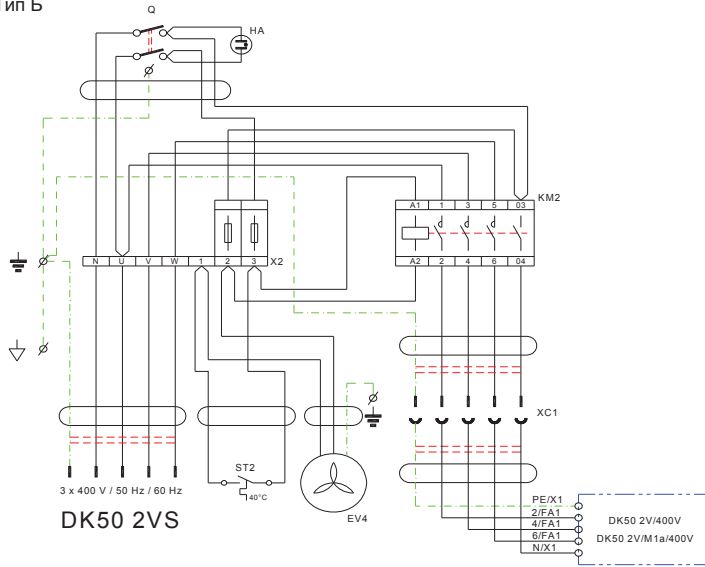 Тип Б
Q
HA
KM2
A1 1 3 5 03
A2 2 4 6 04
N U V W 1 2 3 X2
XC1
ST2
40°C
EV4
3 x 400 V / 50 Hz / 60 Hz
DK50 2VS
PE/X1
2/FA1
4/FA1
6/FA1
N/X1
DK50 2V/400V
DK50 2V/M1a/400V